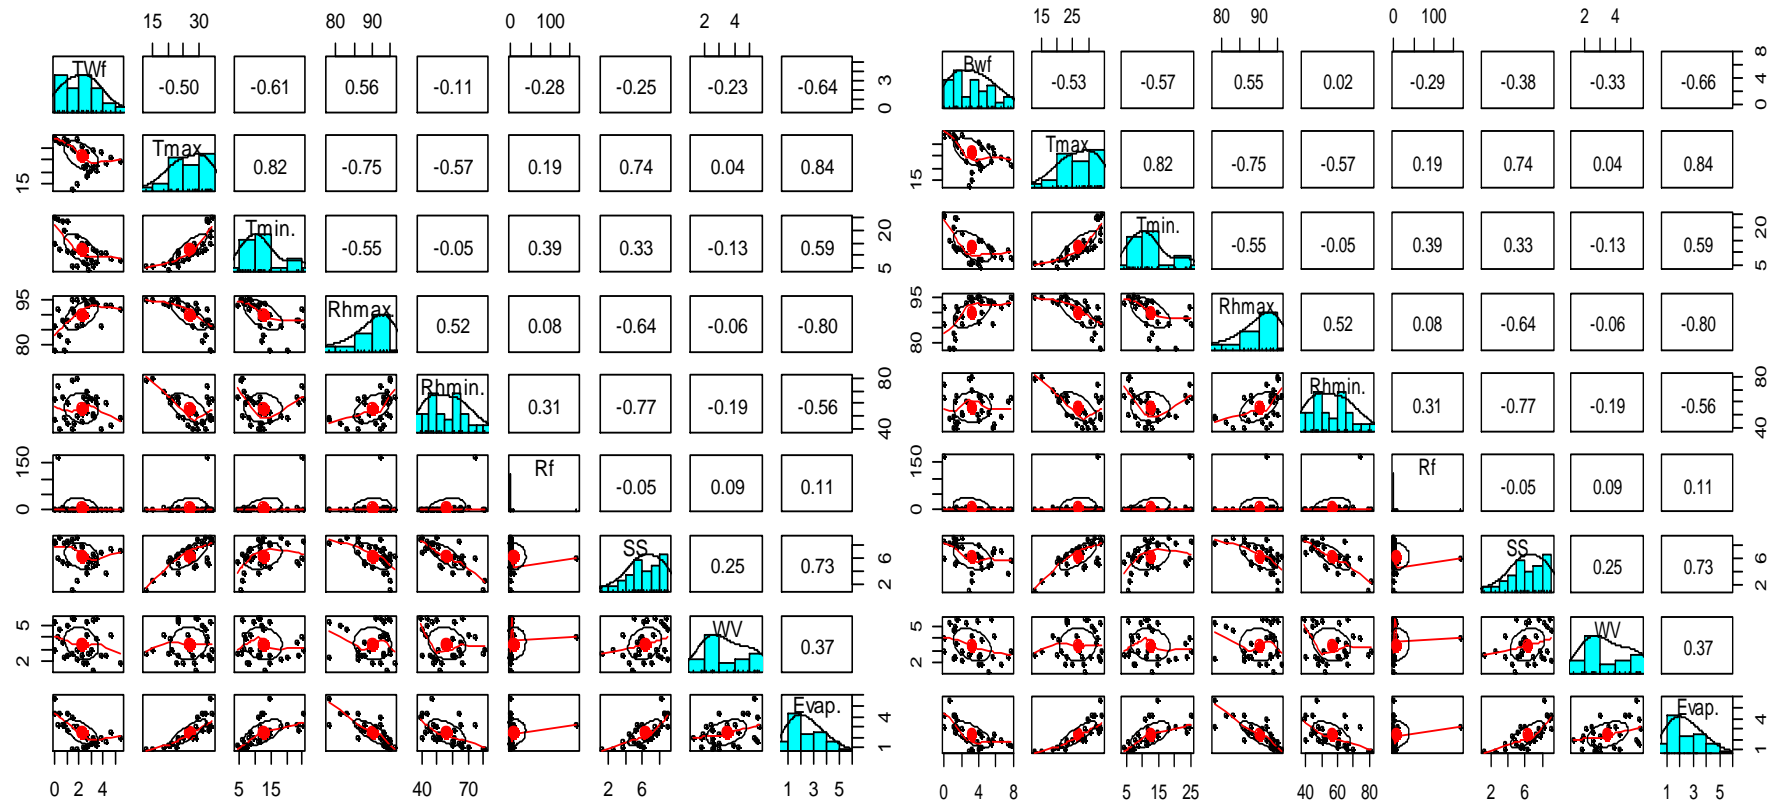 15 30 80 90 0 100 2 4
TWf -0.50 -0.61 0.56 -0.11 -0.28 -0.25 -0.23 -0.64 0 3
15 Tmax 0.82 -0.75 -0.57 0.19 0.74 0.04 0.84
Tmin. -0.55 -0.05 0.39 0.33 -0.13 0.59 5 20
80 95 Rhmax 0.52 0.08 -0.64 -0.06 -0.80
Rhmin. 0.31 -0.77 -0.19 -0.56 40 80
0 150 Rf -0.05 0.09 0.11
SS 0.25 0.73 2 6
2 5 WV 0.37
Evap. 1 4
0 2 4 5 15 40 70 2 6 1 3 5
15 25 80 90 0 100 2 4
Bwf -0.53 -0.57 0.55 0.02 -0.29 -0.38 -0.33 -0.66 0 4 8
15 Tmax 0.82 -0.75 -0.57 0.19 0.74 0.04 0.84
Tmin. -0.55 -0.05 0.39 0.33 -0.13 0.59 5 20
80 95 Rhmax 0.52 0.08 -0.64 -0.06 -0.80
Rhmin. 0.31 -0.77 -0.19 -0.56 40 80
0 150 Rf -0.05 0.09 0.11
SS 0.25 0.73 2 6
2 5 WV 0.37
Evap. 1 4
0 4 8 5 15 25 40 60 80 2 6 1 3 5